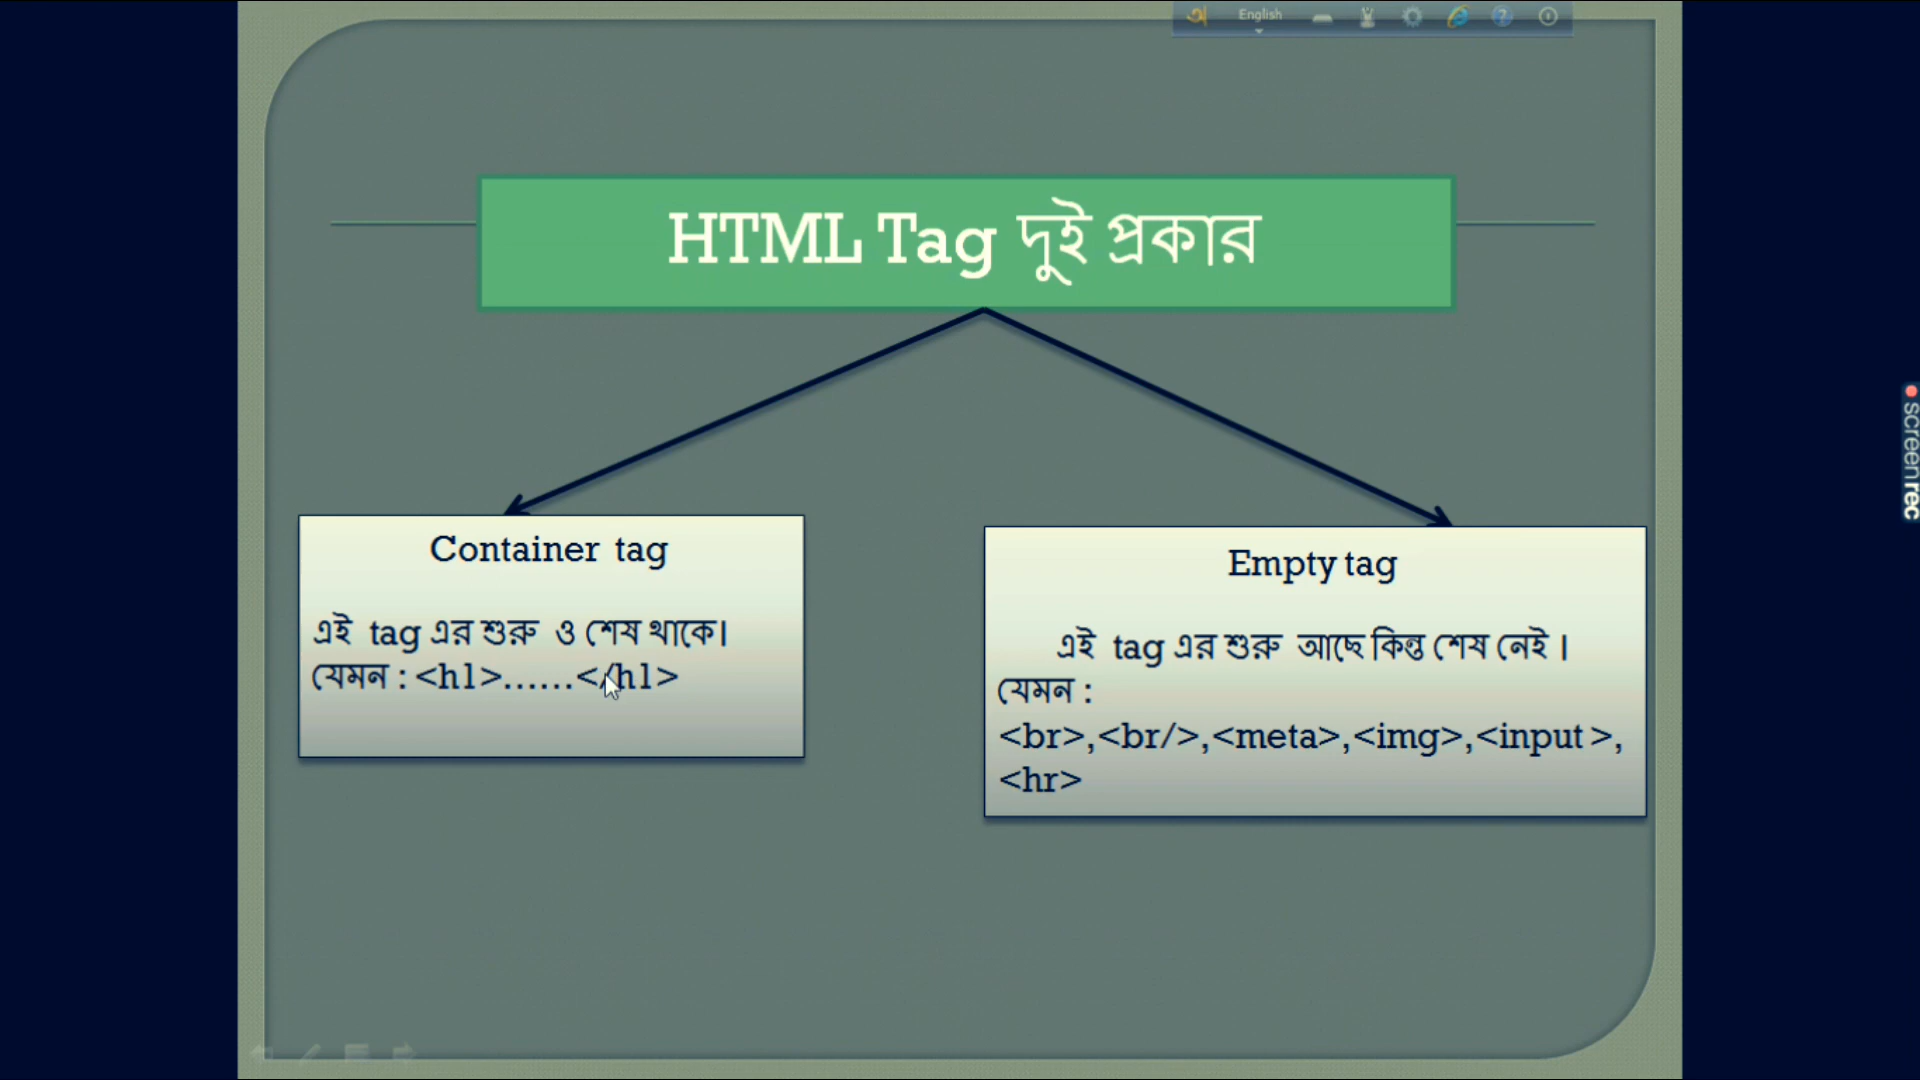 English
HTML Tag দুই প্রকার
Container tag
এই tag এর শুরু ও শেষ থাকে।
যেমন : <h1>......</h1>
Empty tag
এই tag এর শুরু আছে কিন্ত শেষ নেই ।
যেমন :
<br>,<br/>,<meta>,<img>,<input >,
<hr>
screenrec